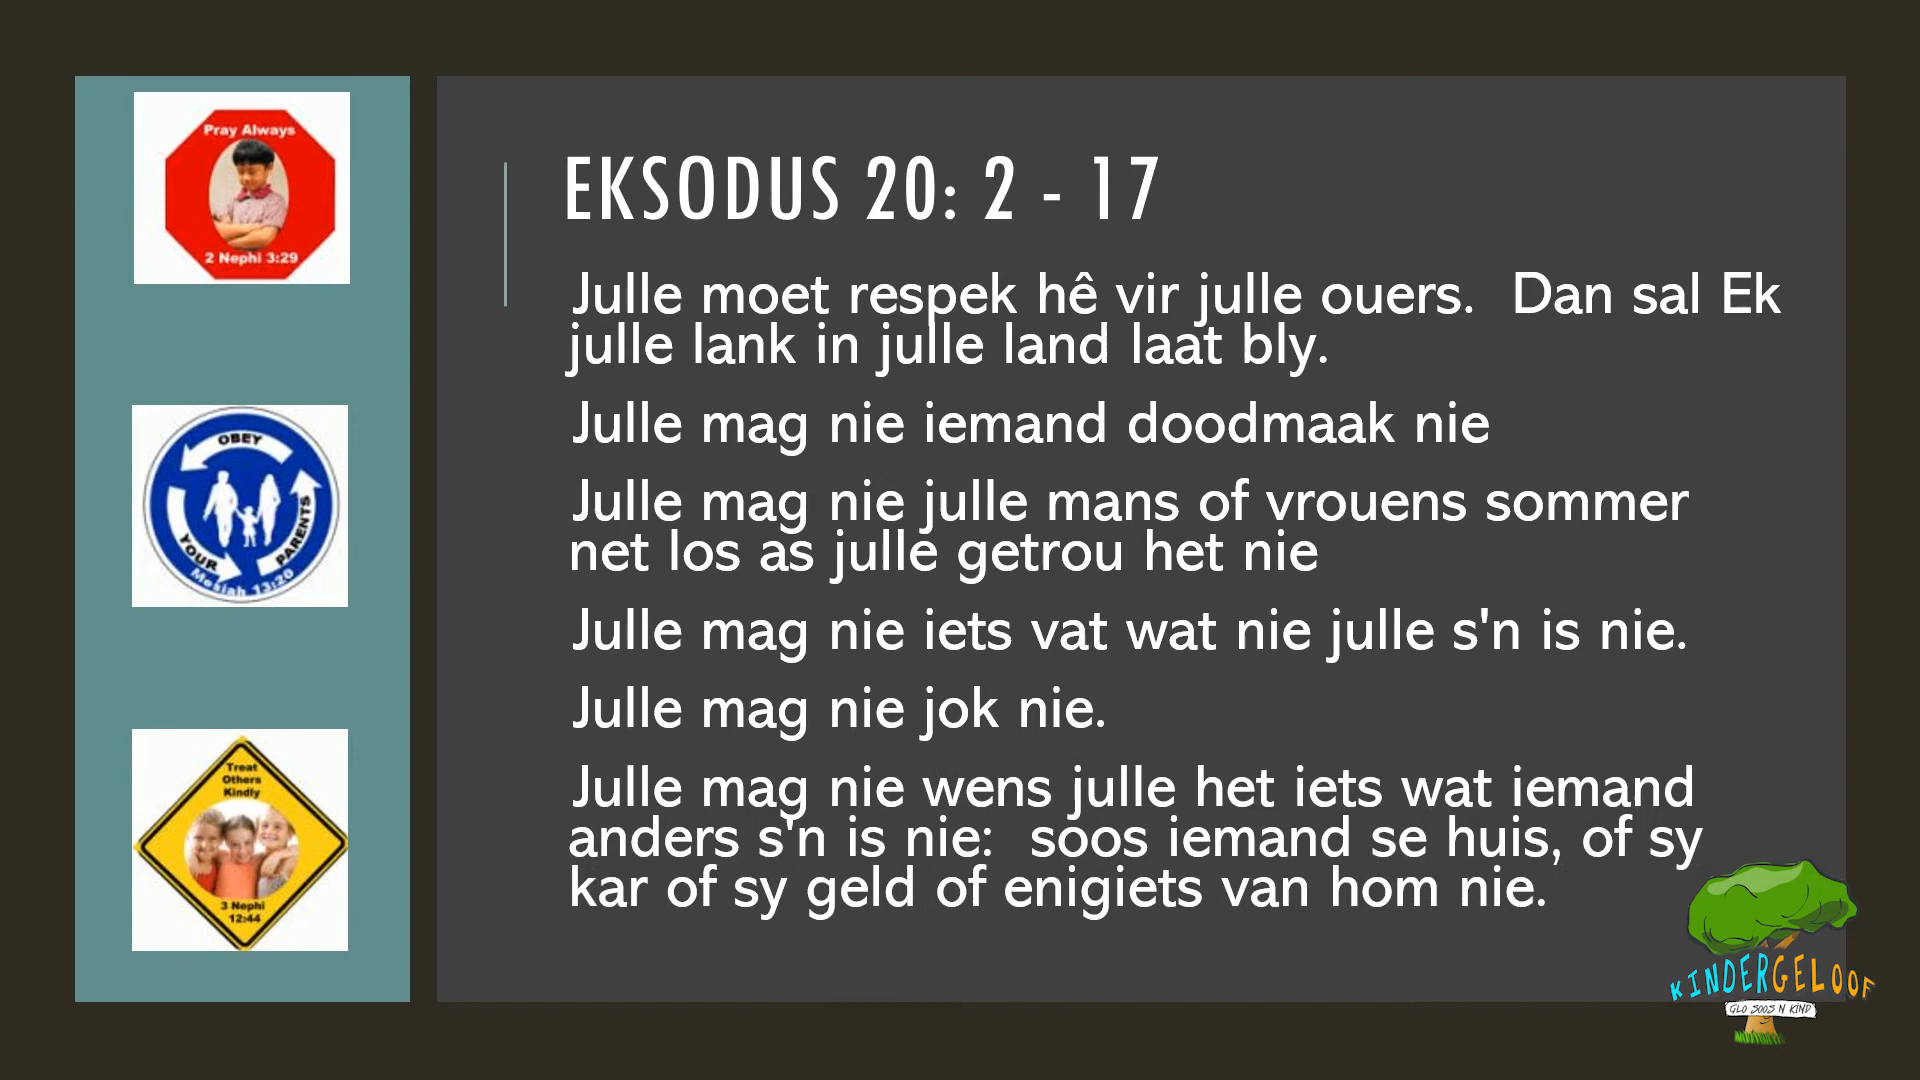 Pray Always
2 Nephi 3:29
OBEY
YOUR
PARENTS
Mosiah 13:20
Treat
Others
Kindly
3 Nephi
12:44
EKSODUS 20: 2 - 17
Julle moet respek hê vir julle ouers.  Dan sal Ek
julle lank in julle land laat bly.
Julle mag nie iemand doodmaak nie
Julle mag nie julle mans of vrouens sommer
net los as julle getrou het nie
Julle mag nie iets vat wat nie julle s'n is nie.
Julle mag nie jok nie.
Julle mag nie wens julle het iets wat iemand
anders s'n is nie:  soos iemand se huis, of sy
kar of sy geld of enigiets van hom nie.
KINDERGELOOF
GLO SOOS N KIND